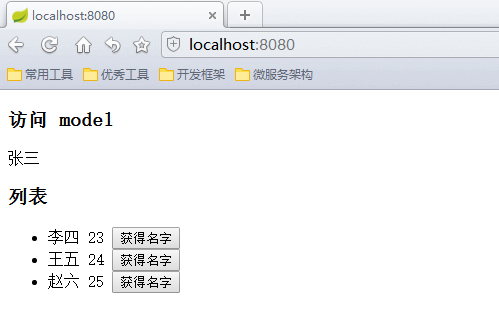 localhost:8080
localhost:8080
常用工具 优秀工具 开发框架 微服务架构
访问 model
张三
列表
李四 23 获得名字
王五 24 获得名字
赵六 25 获得名字